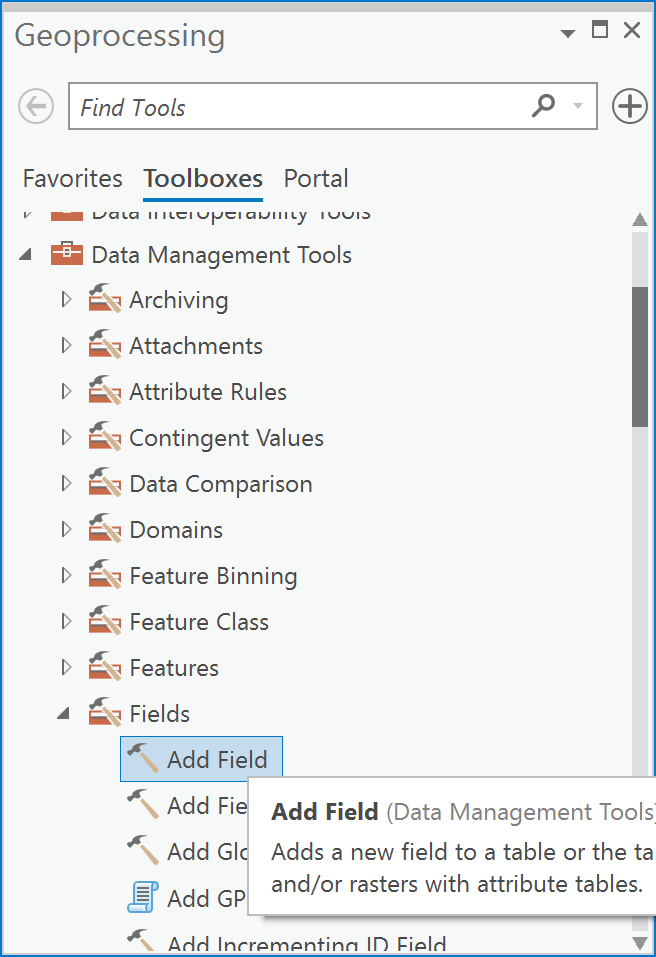 Geoprocessing
Find Tools
Favorites Toolboxes Portal
Data Interoperability Tools
Data Management Tools
Archiving
Attachments
Attribute Rules
Contingent Values
Data Comparison
Domains
Feature Binning
Feature Class
Features
Fields
Add Field
Add Fie
Add Field (Data Management Tools)
Add Glo
Adds a new field to a table or the ta
and/or rasters with attribute tables.
Add GP
Add Incrementing ID Field